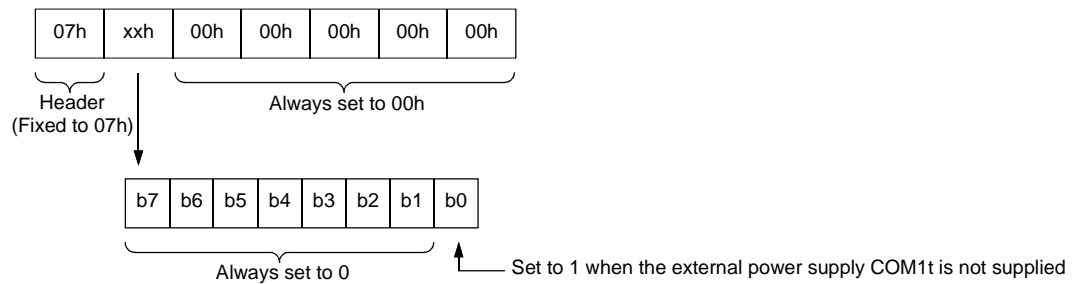 07h xxh 00h 00h 00h 00h 00h
Header
(Fixed to 07h)
Always set to 00h
b7 b6 b5 b4 b3 b2 b1 b0
Always set to 0
Set to 1 when the external power supply COM1t is not supplied